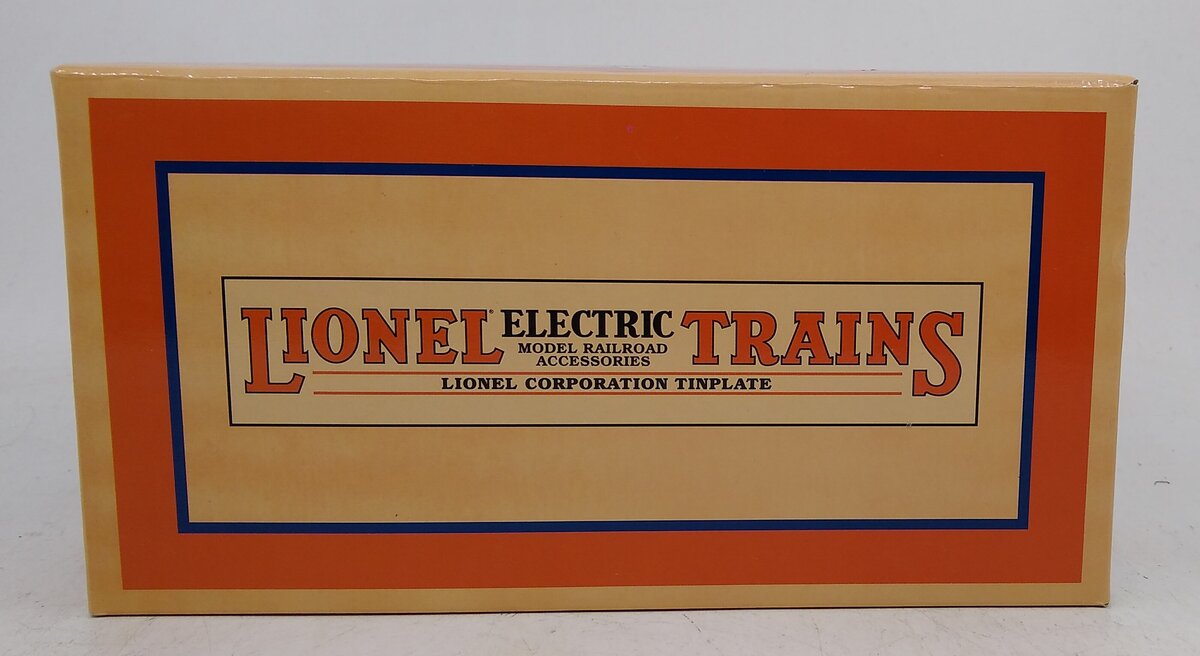 LIONEL® ELECTRIC TRAINS
MODEL RAILROAD
ACCESSORIES
LIONEL CORPORATION TINPLATE